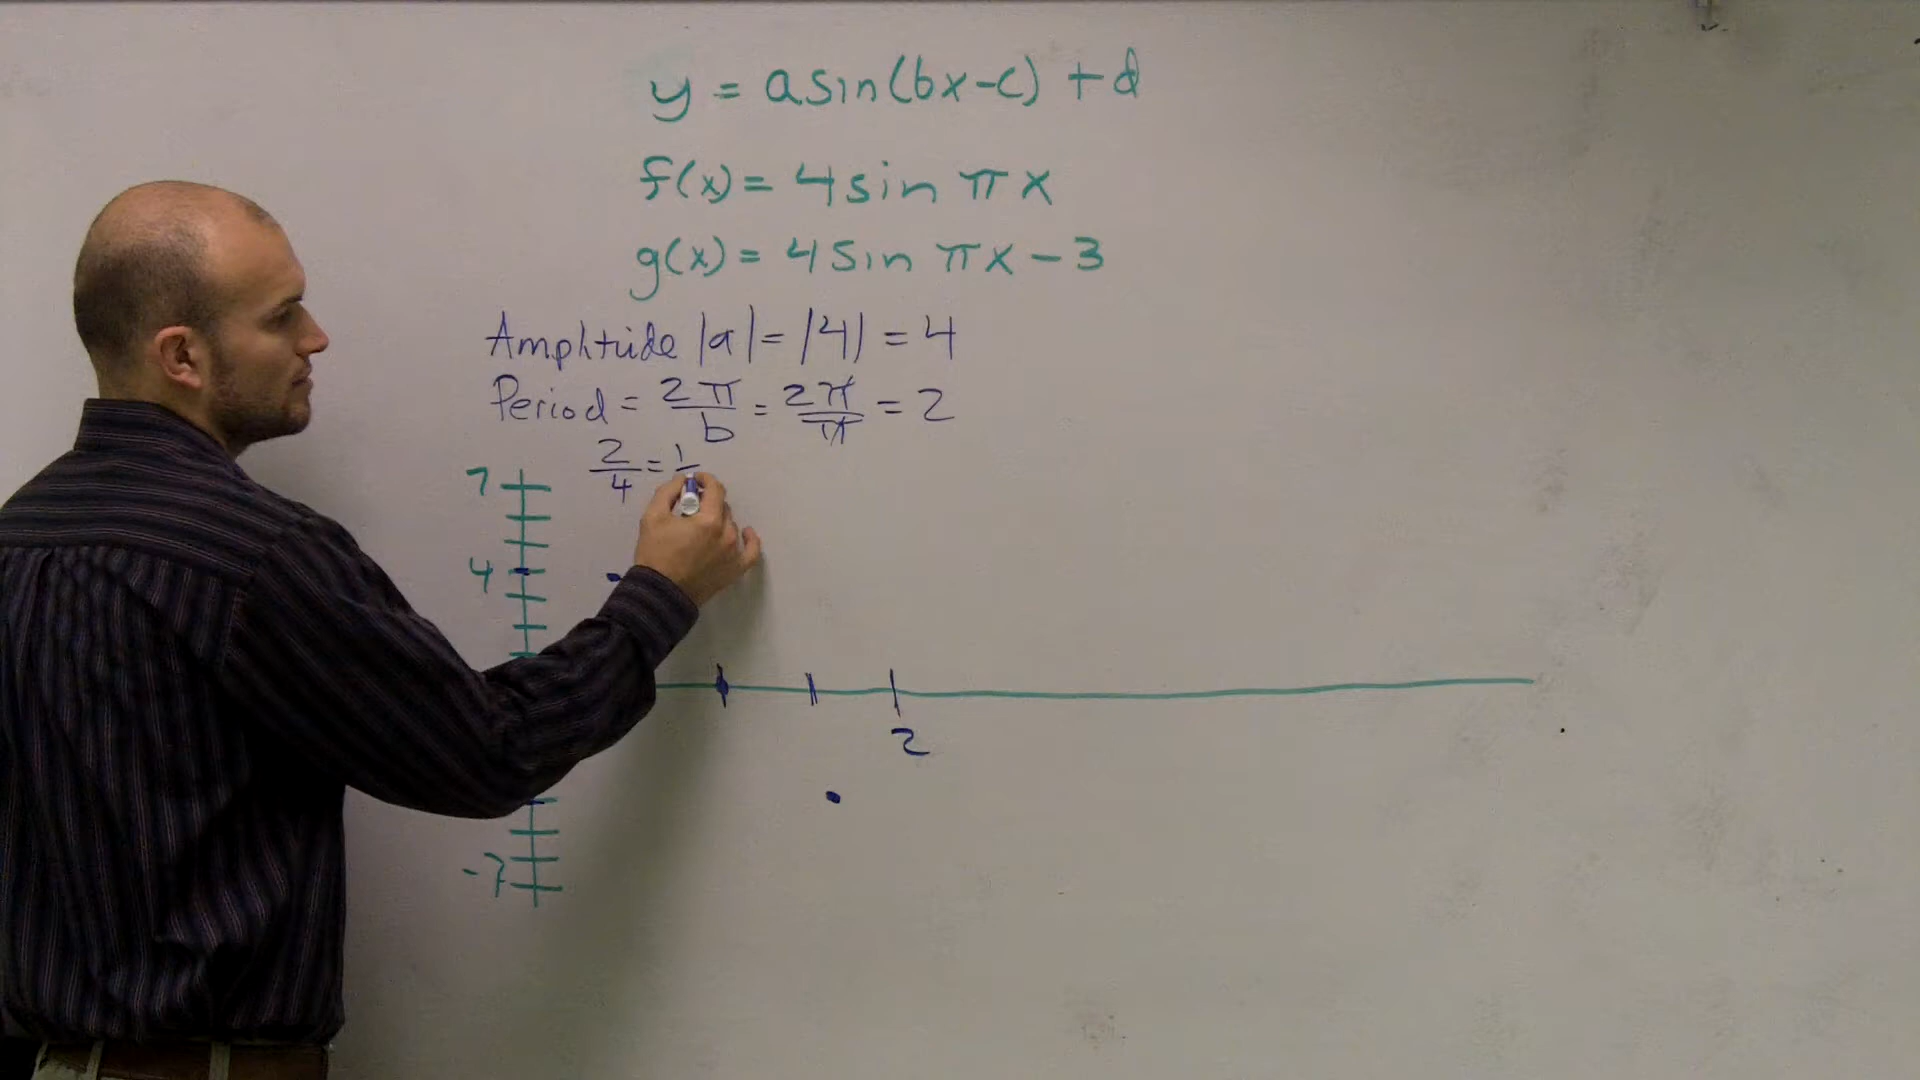 y = a sin(bx-c) + d
f(x) = 4 sin πx
g(x) = 4 sin πx - 3
Ampltude |a| = |4| = 4
Period = 2π/b = 2π/π = 2
2/4 = 1/
7
4
2
-7